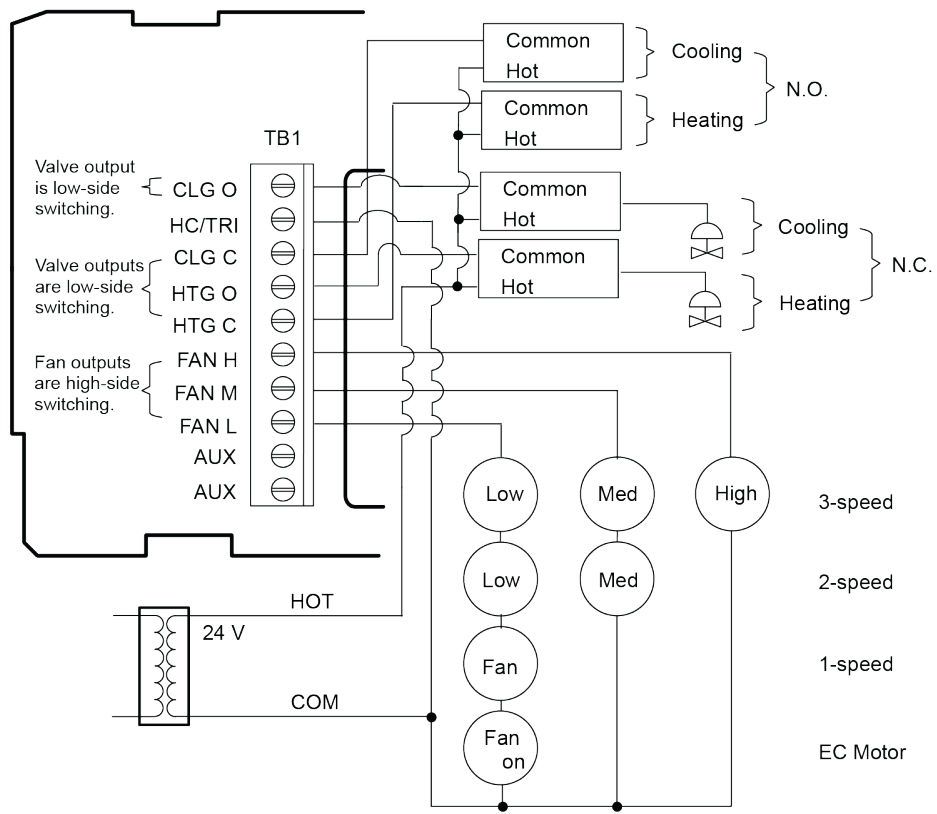 Common
Hot
Cooling
Common
Hot
Heating
N.O.
TB1
Valve output
is low-side
switching.
CLG O
HC/TRI
Valve outputs
are low-side
switching.
CLG C
HTG O
HTG C
Fan outputs
are high-side
switching.
FAN H
FAN M
FAN L
AUX
AUX
Common
Hot
Cooling
Common
Hot
Heating
N.C.
Low
Med
High
3-speed
Low
Med
2-speed
Fan
1-speed
Fan
on
EC Motor
HOT
24 V
COM